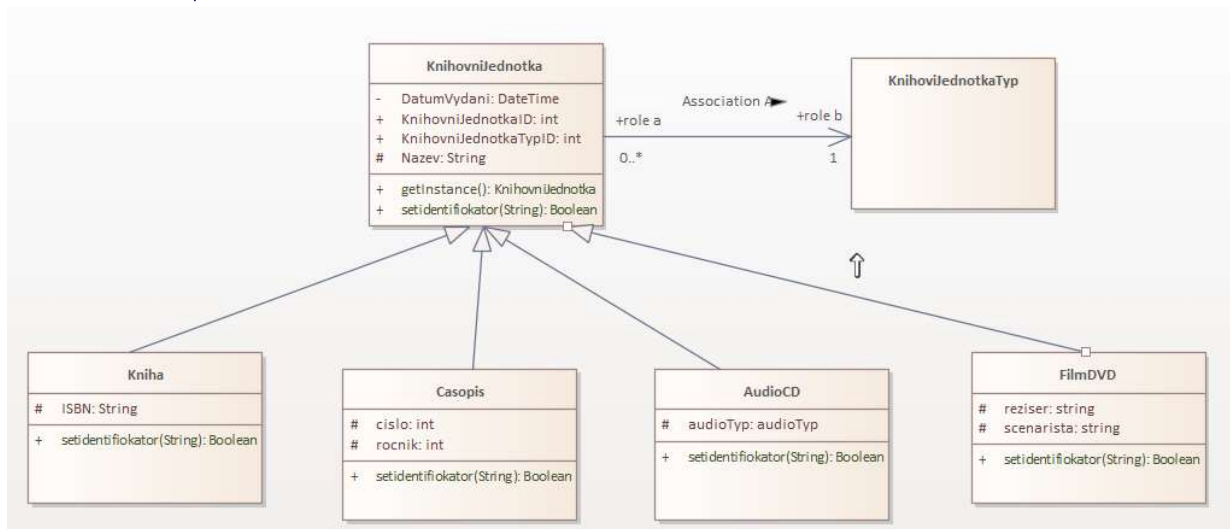 KnihovniJednotka
- DatumVydani: DateTime
+ KnihovniJednotkaID: int
+ KnihovniJednotkaTypID: int
# Nazev: String
+ getInstance(): KnihovniJednotka
+ setidentifiokator(String): Boolean
Association A
+role a
+role b
0..*
1
KnihoviJednotkaTyp
Kniha
# ISBN: String
+ setidentifiokator(String): Boolean
Casopis
# cislo: int
# rocnik: int
+ setidentifiokator(String): Boolean
AudioCD
# audioTyp: audioTyp
+ setidentifiokator(String): Boolean
FilmDVD
# reziser: string
# scenarista: string
+ setidentifiokator(String): Boolean